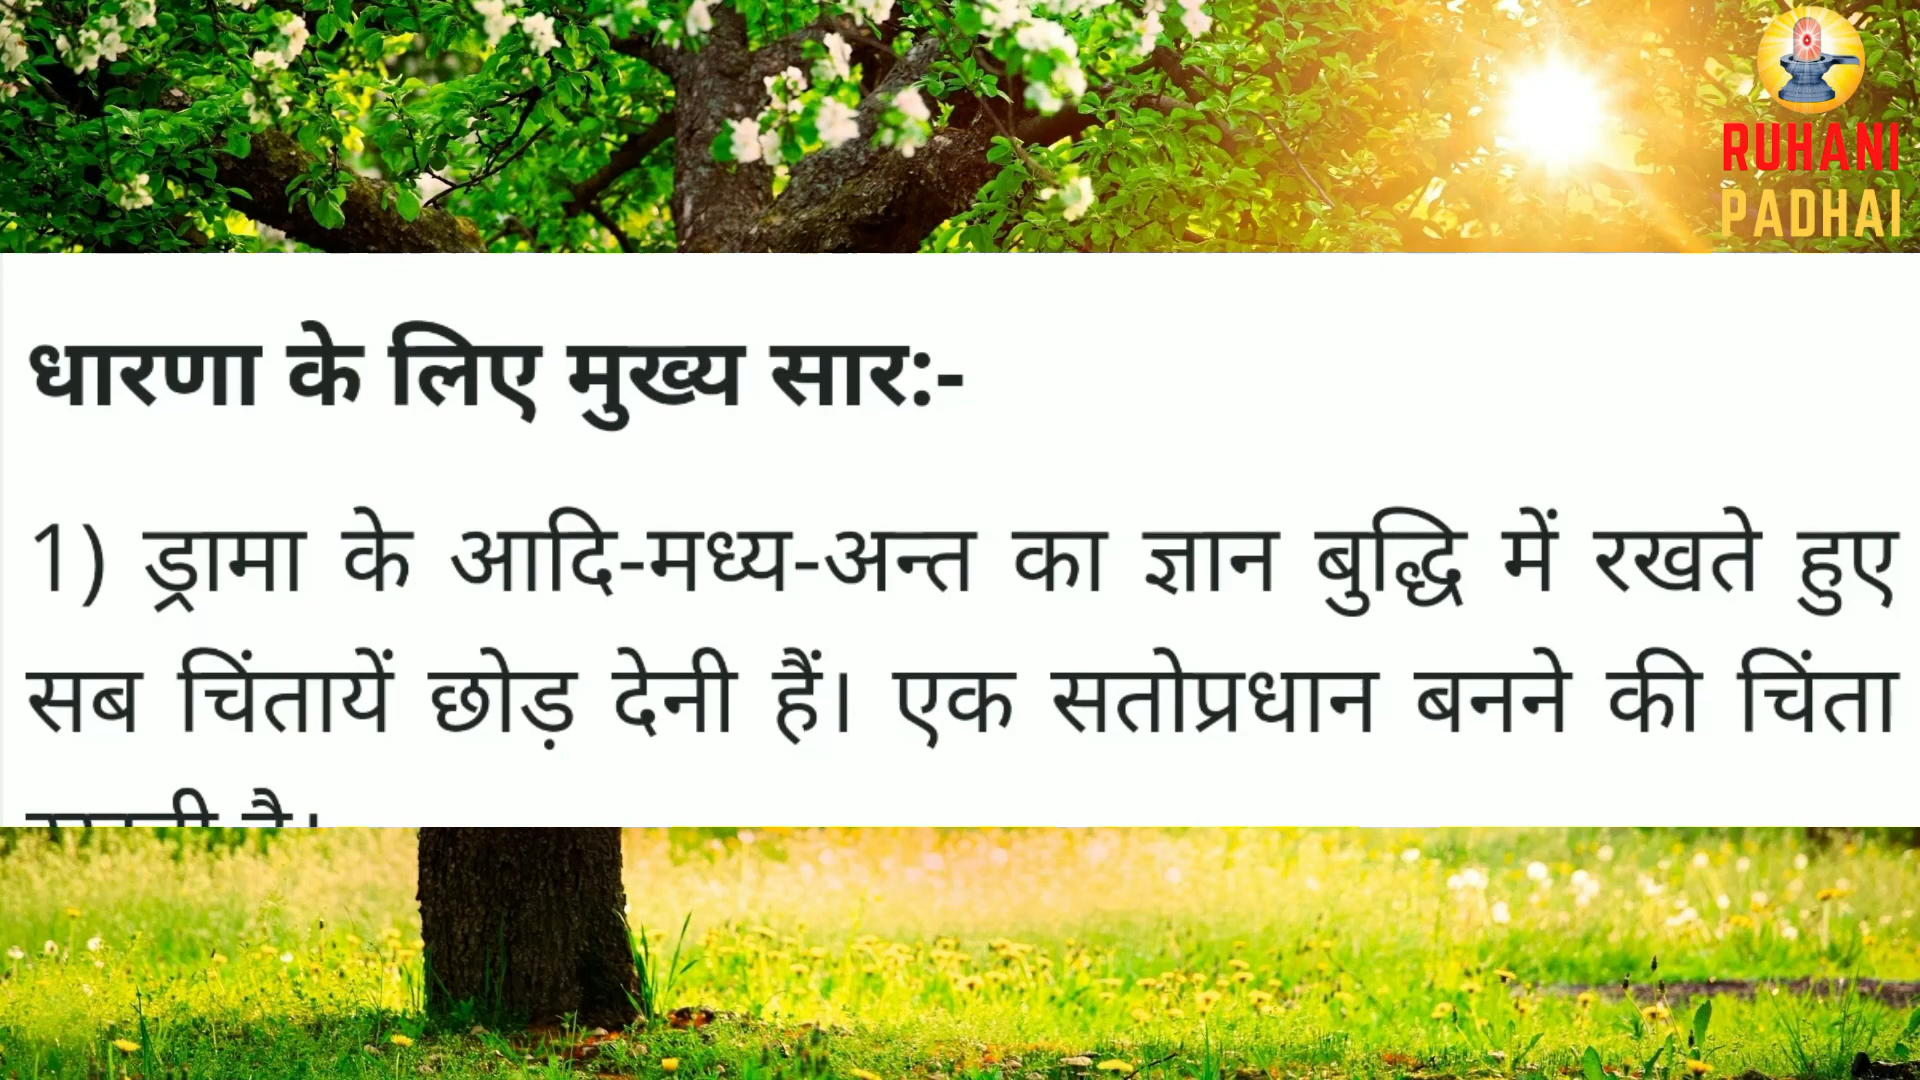 RUHANI
PADHAI
धारणा के लिए मुख्य सार:-
1) ड्रामा के आदि-मध्य-अन्त का ज्ञान बुद्धि में रखते हुए
सब चिंतायें छोड़ देनी हैं। एक सतोप्रधान बनने की चिंता
है।